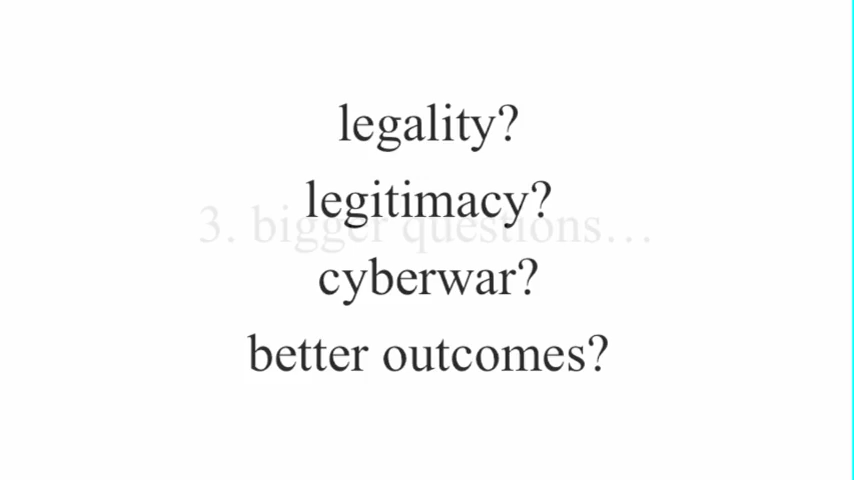 legality?
legitimacy?
3. bigger questions...
cyberwar?
better outcomes?